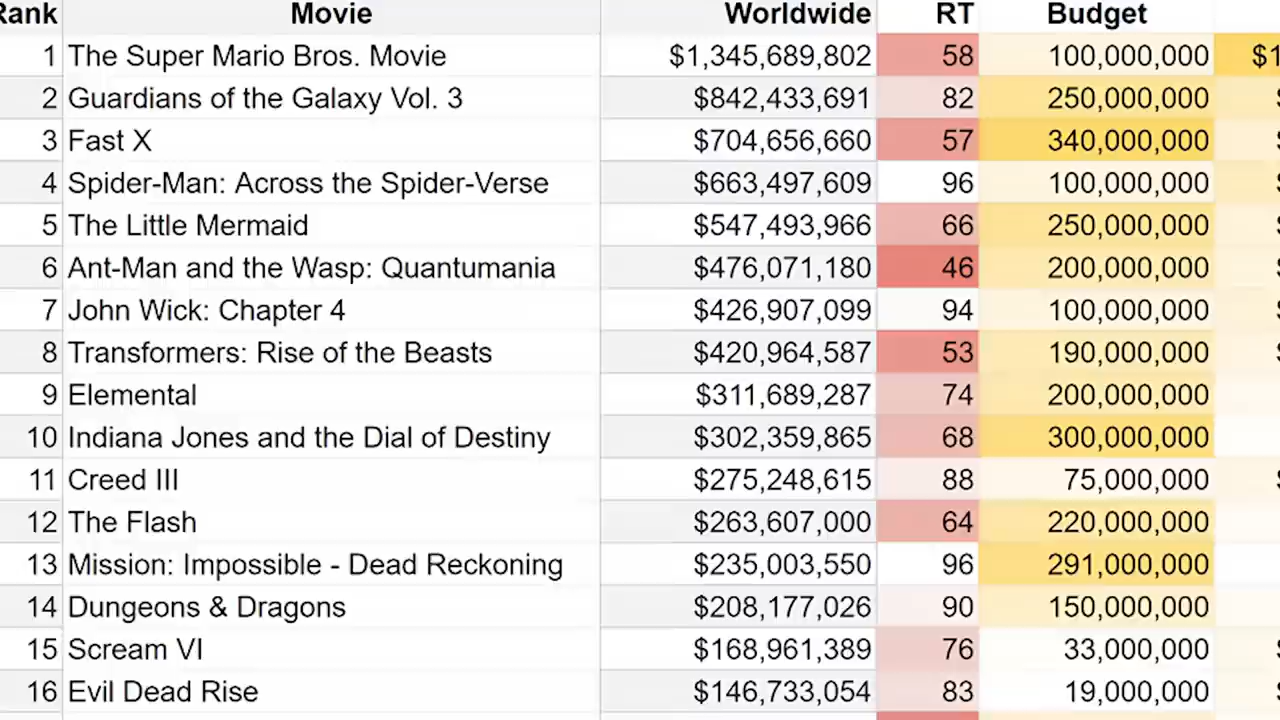 Rank Movie Worldwide RT Budget
1 The Super Mario Bros. Movie $1,345,689,802 58 100,000,000 $1
2 Guardians of the Galaxy Vol. 3 $842,433,691 82 250,000,000
3 Fast X $704,656,660 57 340,000,000
4 Spider-Man: Across the Spider-Verse $663,497,609 96 100,000,000
5 The Little Mermaid $547,493,966 66 250,000,000
6 Ant-Man and the Wasp: Quantumania $476,071,180 46 200,000,000
7 John Wick: Chapter 4 $426,907,099 94 100,000,000
8 Transformers: Rise of the Beasts $420,964,587 53 190,000,000
9 Elemental $311,689,287 74 200,000,000
10 Indiana Jones and the Dial of Destiny $302,359,865 68 300,000,000
11 Creed III $275,248,615 88 75,000,000
12 The Flash $263,607,000 64 220,000,000
13 Mission: Impossible - Dead Reckoning $235,003,550 96 291,000,000
14 Dungeons & Dragons $208,177,026 90 150,000,000
15 Scream VI $168,961,389 76 33,000,000
16 Evil Dead Rise $146,733,054 83 19,000,000